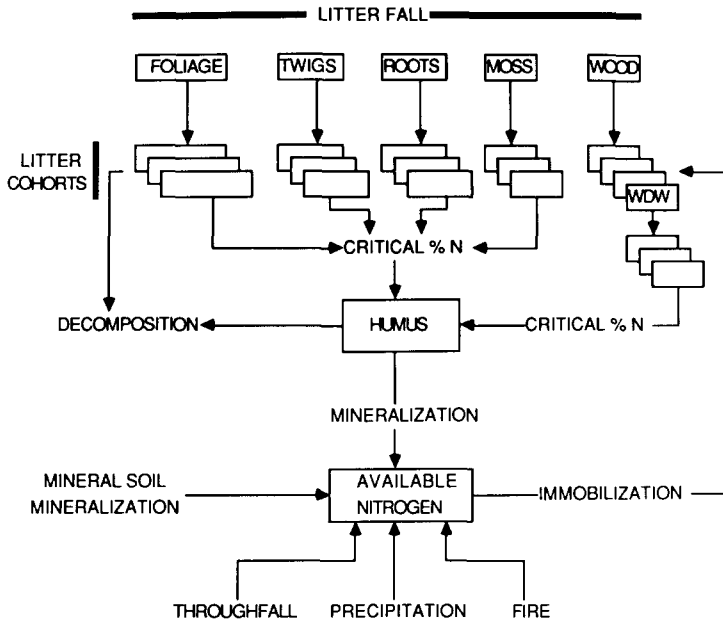 LITTER FALL
FOLIAGE
TWIGS
ROOTS
MOSS
WOOD
LITTER
COHORTS
WDW
CRITICAL % N
DECOMPOSITION
HUMUS
CRITICAL % N
MINERALIZATION
MINERAL SOIL
MINERALIZATION
AVAILABLE
NITROGEN
IMMOBILIZATION
THROUGHFALL
PRECIPITATION
FIRE